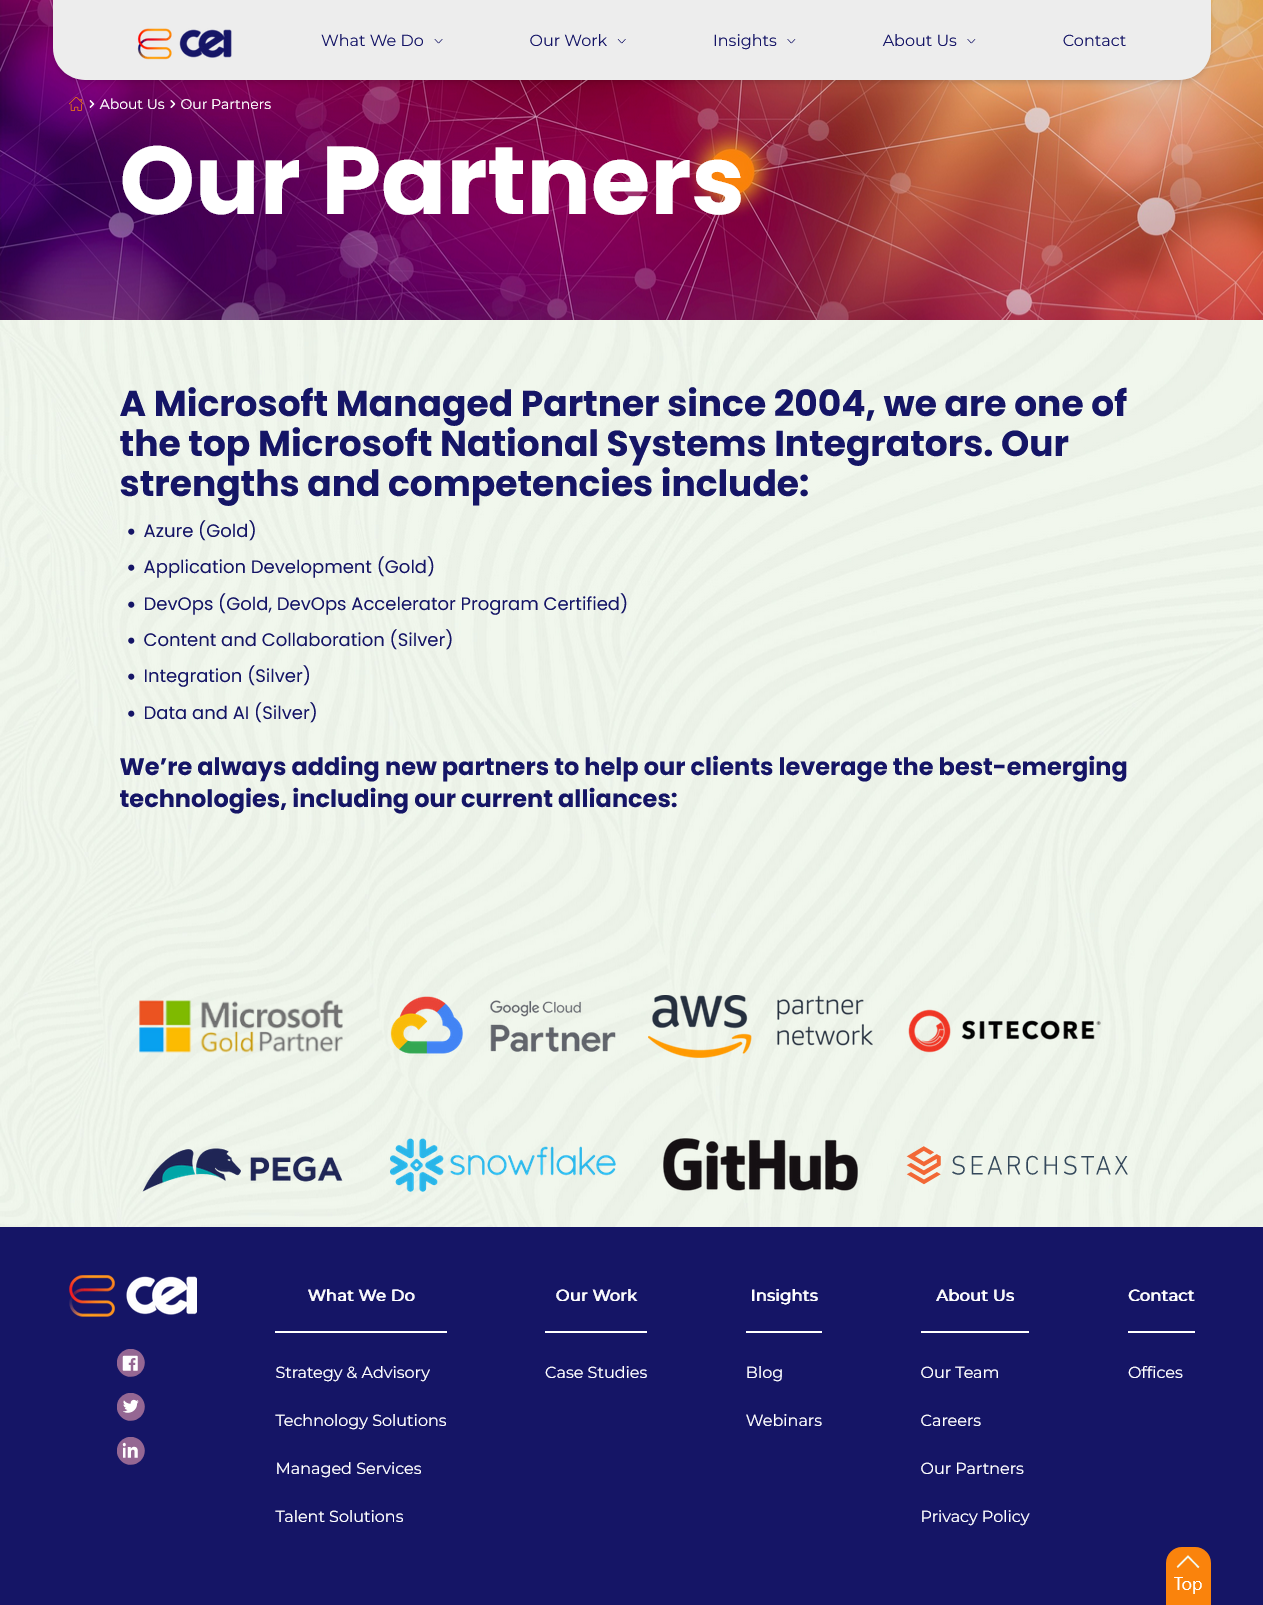 cei
What We Do
Our Work
Insights
About Us
Contact
About Us
Our Partners
Our Partners
A Microsoft Managed Partner since 2004, we are one of
the top Microsoft National Systems Integrators. Our
strengths and competencies include:
• Azure (Gold)
• Application Development (Gold)
• DevOps (Gold, DevOps Accelerator Program Certified)
• Content and Collaboration (Silver)
• Integration (Silver)
• Data and AI (Silver)
We’re always adding new partners to help our clients leverage the best-emerging
technologies, including our current alliances:
Microsoft
Gold Partner
Google Cloud
Partner
aws
partner
network
SITECORE®
PEGA
snowflake
GitHub
SEARCHSTAX
cei
What We Do
Strategy & Advisory
Technology Solutions
Managed Services
Talent Solutions
Our Work
Case Studies
Insights
Blog
Webinars
About Us
Our Team
Careers
Our Partners
Privacy Policy
Contact
Offices
in
Top